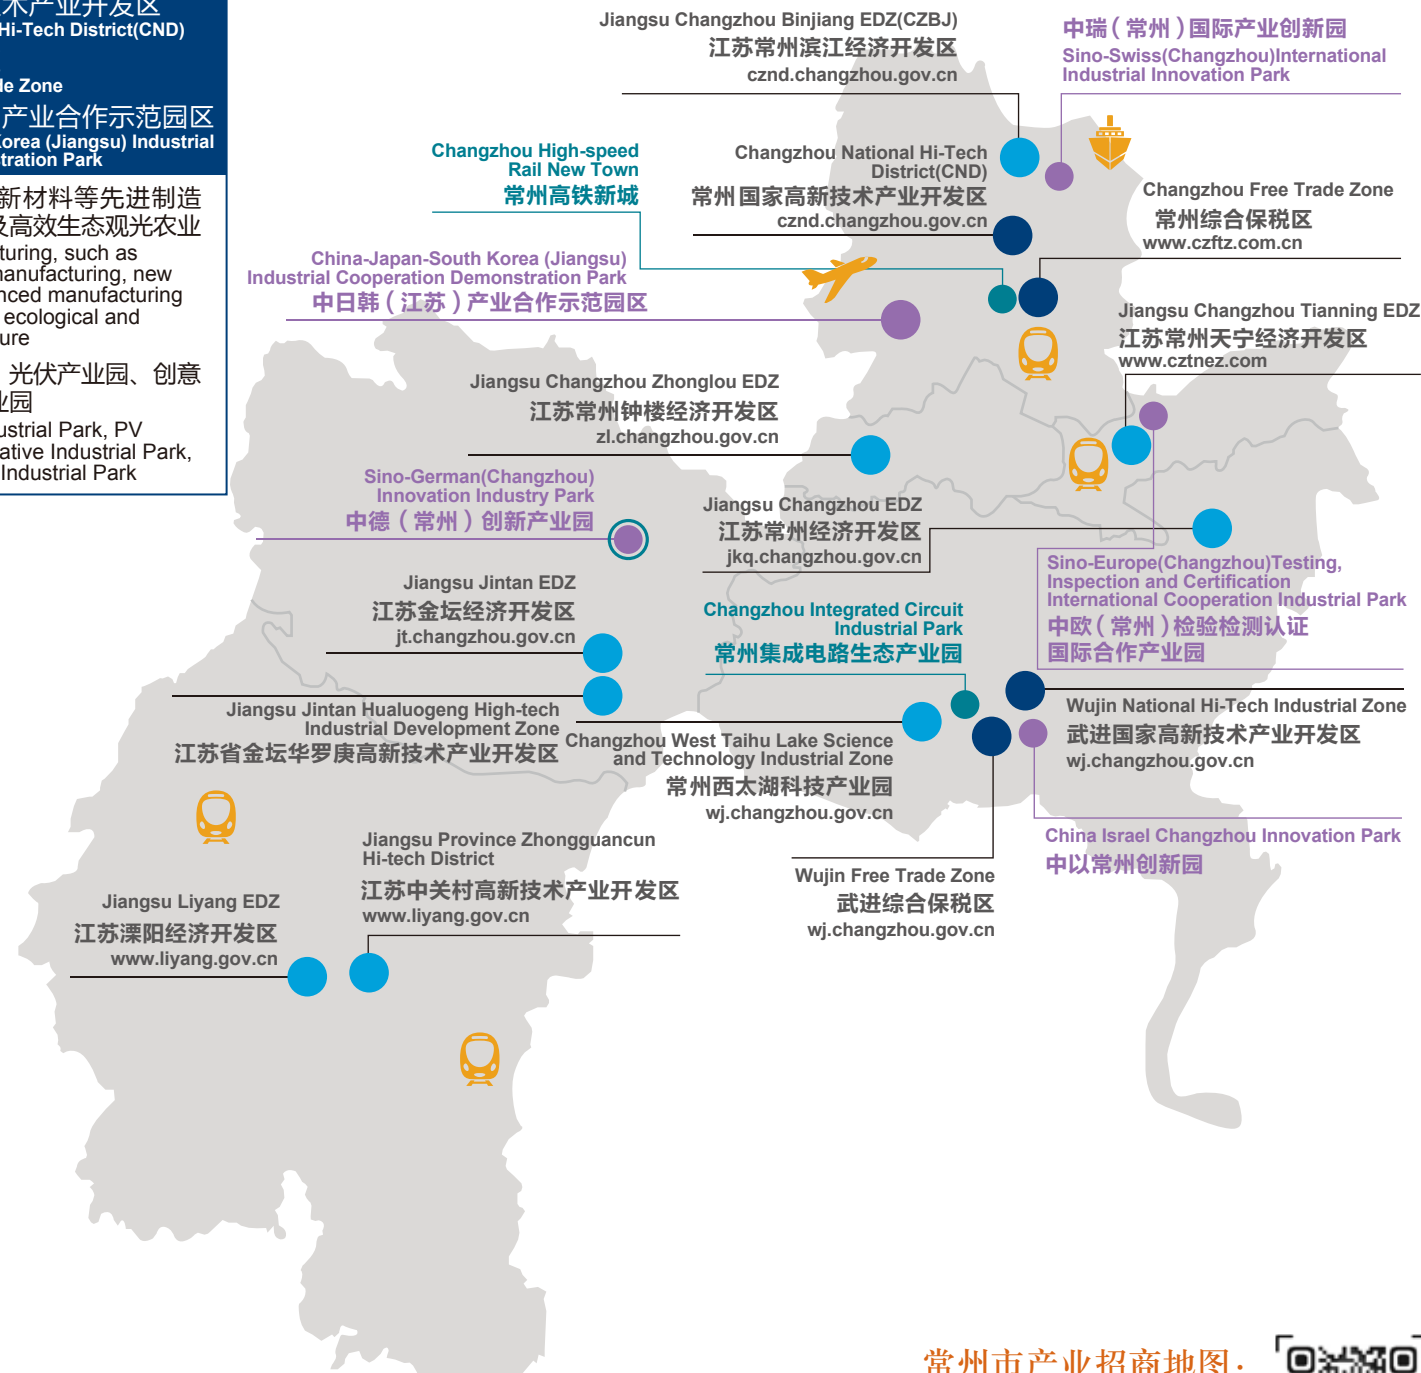 术产业开发区
Hi-Tech District(CND)
de Zone
产业合作示范园区
Korea (Jiangsu) Industrial
stration Park
新材料等先进制造
及高效生态观光农业
turing, such as
manufacturing, new
nced manufacturing
ecological and
ure
光伏产业园、创意
业园
ustrial Park, PV
ative Industrial Park,
Industrial Park
Jiangsu Changzhou Binjiang EDZ(CZBJ)
江苏常州滨江经济开发区
cznd.changzhou.gov.cn
中瑞(常州)国际产业创新园
Sino-Swiss(Changzhou)International
Industrial Innovation Park
Changzhou High-speed
Rail New Town
常州高铁新城
Changzhou National Hi-Tech
District(CND)
常州国家高新技术产业开发区
cznd.changzhou.gov.cn
Changzhou Free Trade Zone
常州综合保税区
www.czftz.com.cn
China-Japan-South Korea (Jiangsu)
Industrial Cooperation Demonstration Park
中日韩(江苏)产业合作示范园区
Jiangsu Changzhou Tianning EDZ
江苏常州天宁经济开发区
www.cztnez.com
Jiangsu Changzhou Zhonglou EDZ
江苏常州钟楼经济开发区
zl.changzhou.gov.cn
Sino-German(Changzhou)
Innovation Industry Park
中德(常州)创新产业园
Jiangsu Changzhou EDZ
江苏常州经济开发区
jkq.changzhou.gov.cn
Sino-Europe(Changzhou)Testing,
Inspection and Certification
International Cooperation Industrial Park
中欧(常州)检验检测认证
国际合作产业园
Jiangsu Jintan EDZ
江苏金坛经济开发区
jt.changzhou.gov.cn
Changzhou Integrated Circuit
Industrial Park
常州集成电路生态产业园
Jiangsu Jintan Hualuogeng High-tech
Industrial Development Zone
江苏省金坛华罗庚高新技术产业开发区
Changzhou West Taihu Lake Science
and Technology Industrial Zone
常州西太湖科技产业园
wj.changzhou.gov.cn
Wujin National Hi-Tech Industrial Zone
武进国家高新技术产业开发区
wj.changzhou.gov.cn
China Israel Changzhou Innovation Park
中以常州创新园
Jiangsu Province Zhongguancun
Hi-tech District
江苏中关村高新技术产业开发区
www.liyang.gov.cn
Wujin Free Trade Zone
武进综合保税区
wj.changzhou.gov.cn
Jiangsu Liyang EDZ
江苏溧阳经济开发区
www.liyang.gov.cn
常州市产业招商地图·